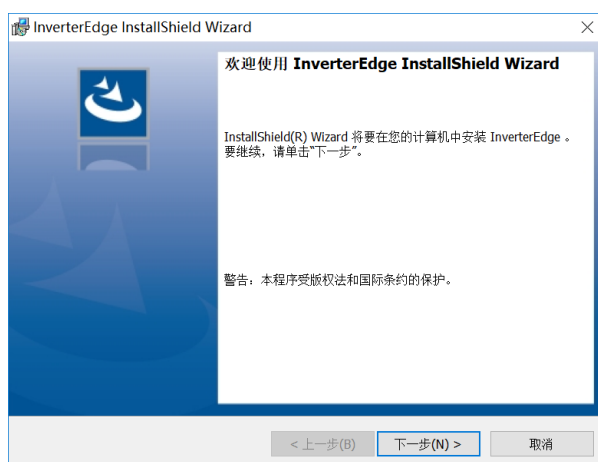 InverterEdge InstallShield Wizard
欢迎使用 InverterEdge InstallShield Wizard
InstallShield(R) Wizard 将要在您的计算机中安装 InverterEdge 。
要继续，请单击“下一步”。
警告：本程序受版权法和国际条约的保护。
< 上一步(B) 下一步(N) > 取消